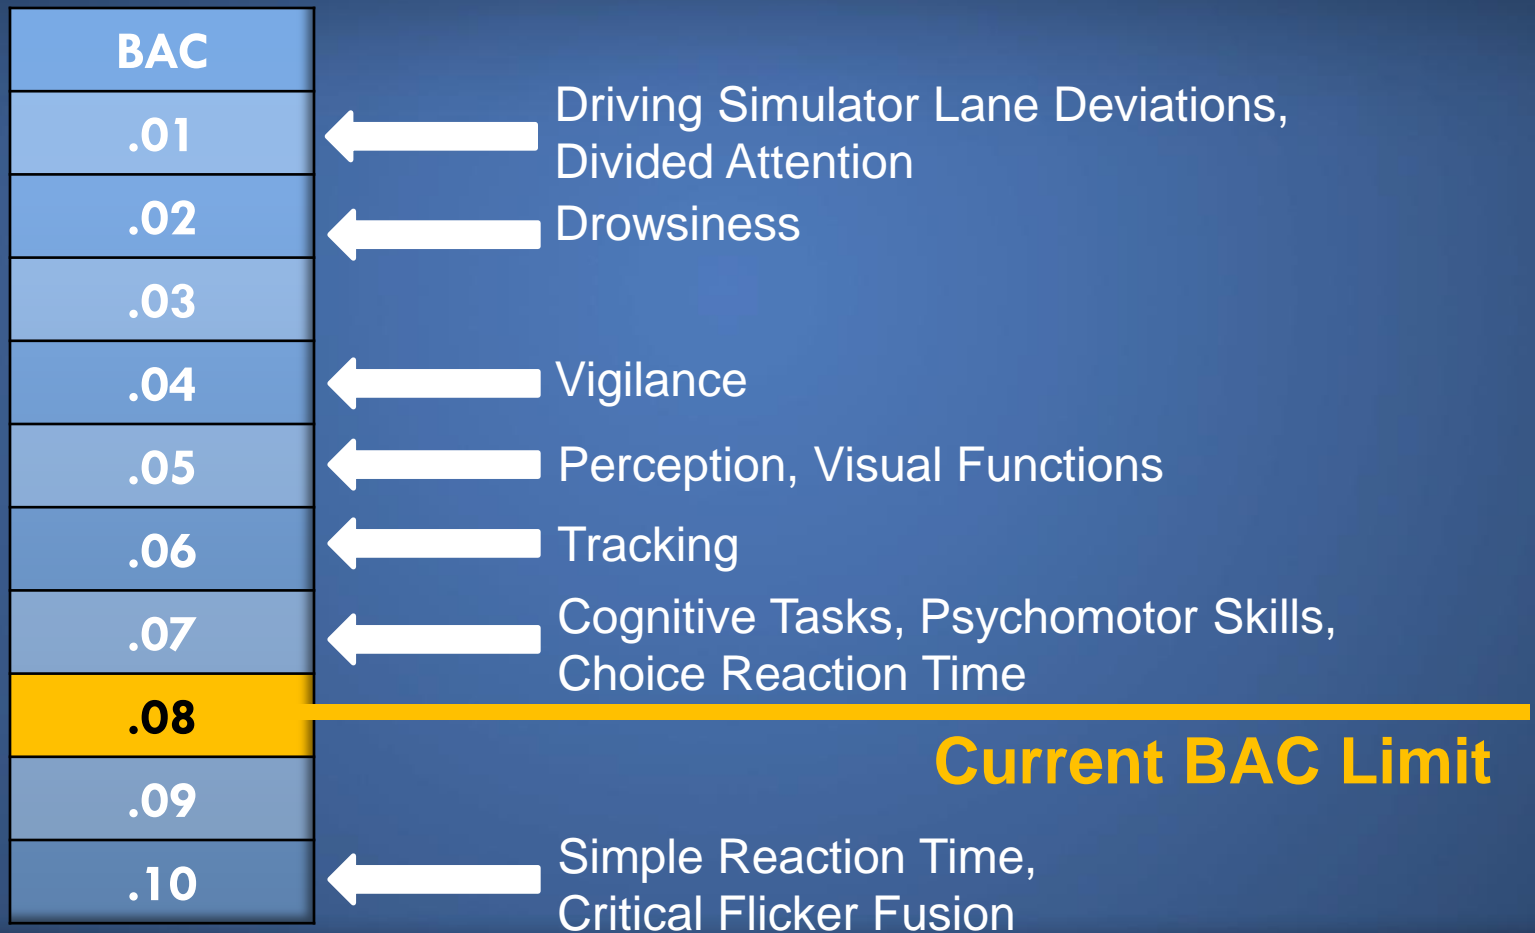 BAC
.01
Driving Simulator Lane Deviations,
Divided Attention
.02
Drowsiness
.03
.04
Vigilance
.05
Perception, Visual Functions
.06
Tracking
.07
Cognitive Tasks, Psychomotor Skills,
Choice Reaction Time
.08
Current BAC Limit
.09
.10
Simple Reaction Time,
Critical Flicker Fusion